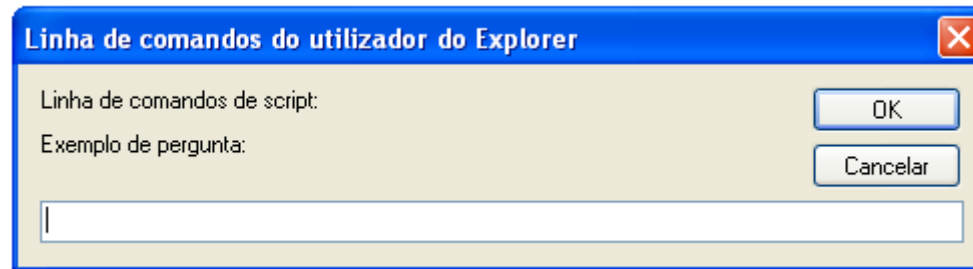 Linha de comandos do utilizador do Explorer
Linha de comandos de script:
OK
Exemplo de pergunta:
Cancelar